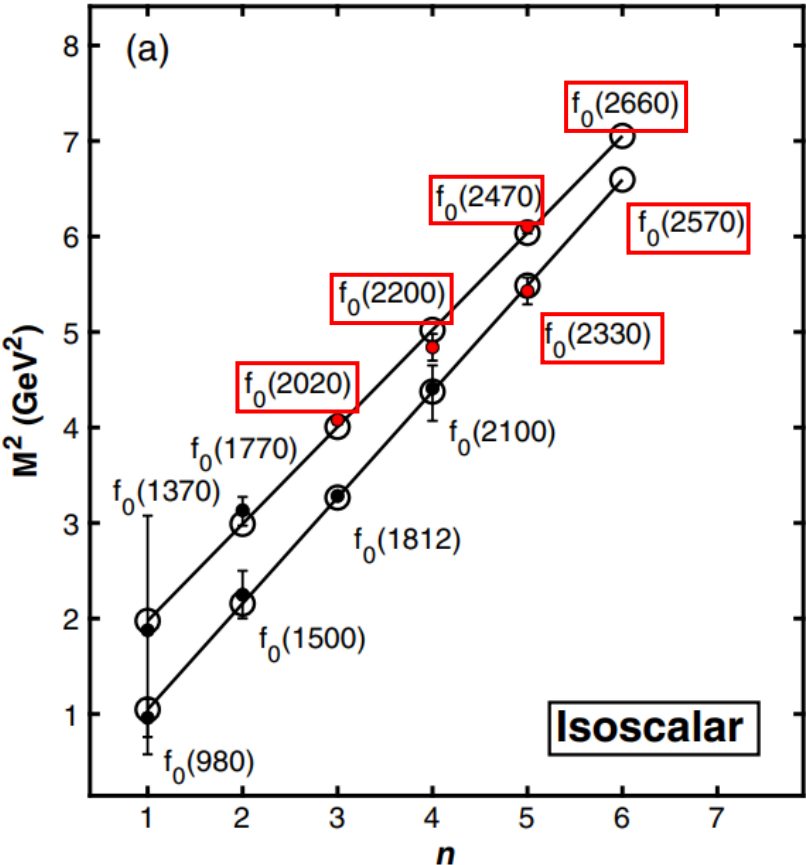 (a)
8
7
6
5
4
3
2
1
M² (GeV²)
f₀(2660)
f₀(2470)
f₀(2570)
f₀(2200)
f₀(2330)
f₀(2020)
f₀(1770)
f₀(2100)
f₀(1370)
f₀(1812)
f₀(1500)
f₀(980)
Isoscalar
1 2 3 4 5 6 7
n